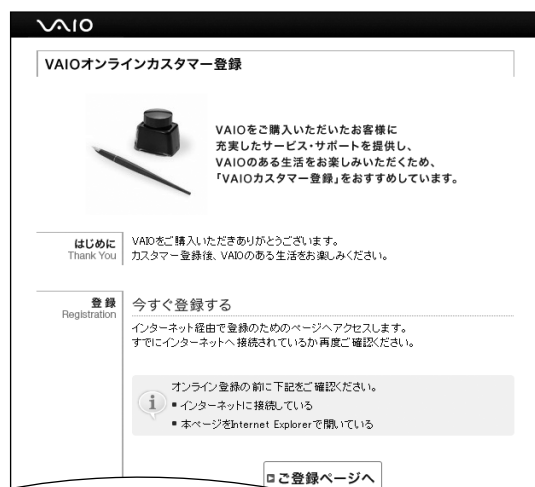 VAIO
VAIOオンラインカスタマー登録
VAIOをご購入いただいたお客様に
充実したサービス・サポートを提供し、
VAIOのある生活をお楽しみいただくため、
「VAIOカスタマー登録」をおすすめしています。
はじめに
Thank You
VAIOをご購入いただきありがとうございます。
カスタマー登録後、VAIOのある生活をお楽しみください。
登録
Registration
今すぐ登録する
インターネット経由で登録のためのページへアクセスします。
すでにインターネットへ接続されているか再度ご確認ください。
オンライン登録の前に下記をご確認ください。
■ インターネットに接続している
■ 本ページをInternet Explorerで開いている
ご登録ページへ